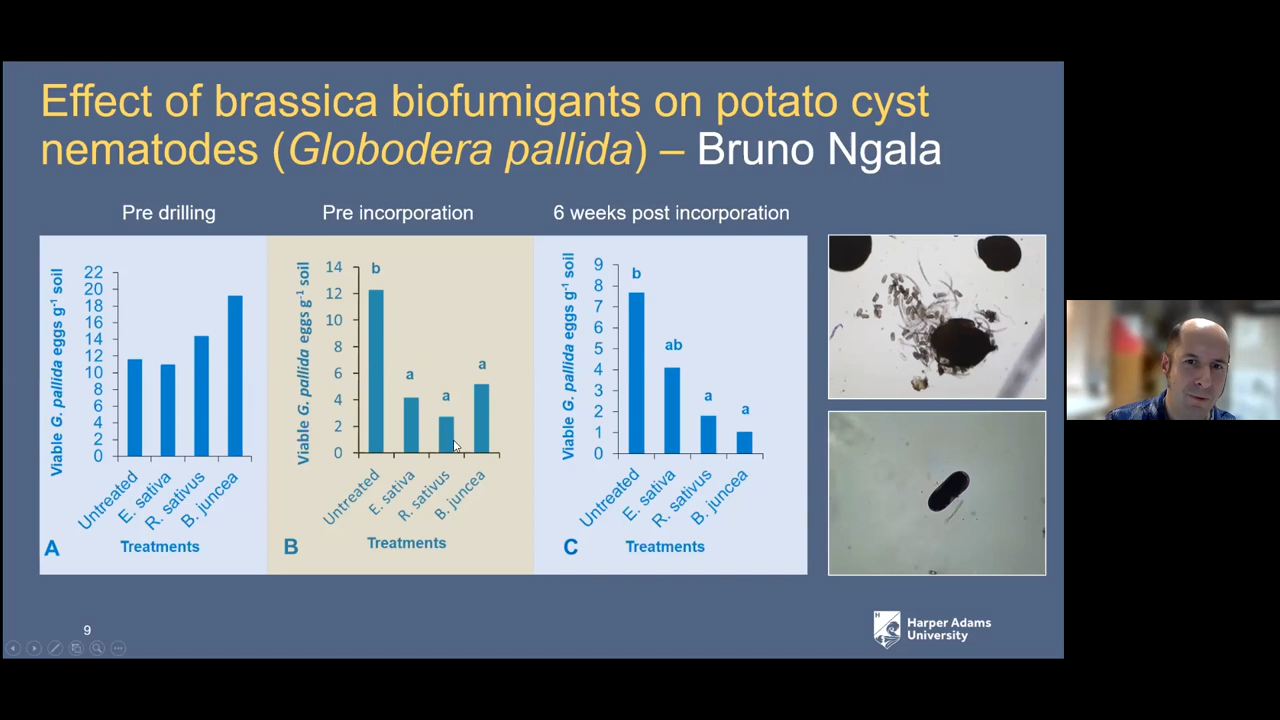 Effect of brassica biofumigants on potato cyst
nematodes (Globodera pallida) – Bruno Ngala
Pre drilling
Pre incorporation
6 weeks post incorporation
Viable G. pallida eggs g⁻¹ soil
22
20
18
16
14
12
10
8
6
4
2
0
Untreated
E. sativa
R. sativus
B. juncea
A
Treatments
Viable G. pallida eggs g⁻¹ soil
14
12
10
8
6
4
2
0
b
a
a
a
Untreated
E. sativa
R. sativus
B. juncea
B
Treatments
Viable G. pallida eggs g⁻¹ soil
9
8
7
6
5
4
3
2
1
0
b
ab
a
a
Untreated
E. sativa
R. sativus
B. juncea
C
Treatments
9
H
Harper Adams
University